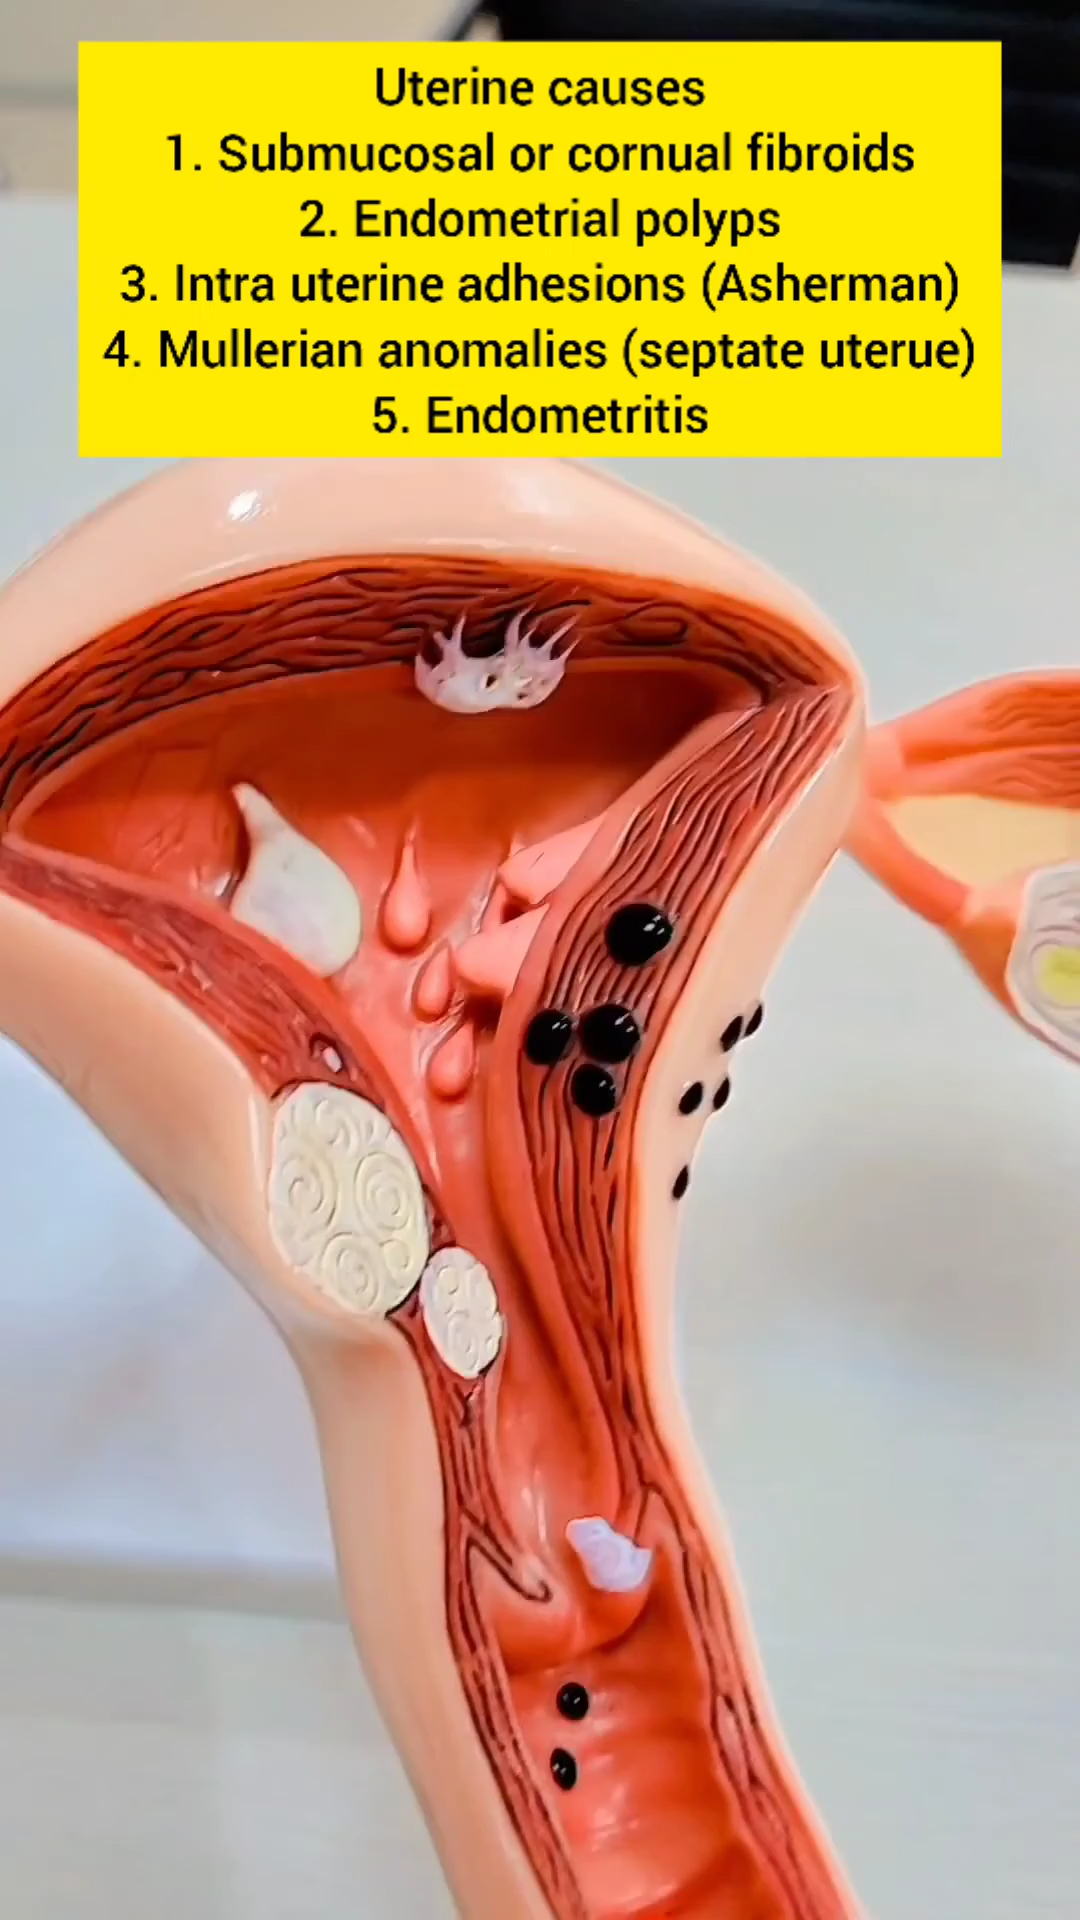 Uterine causes
1. Submucosal or cornual fibroids
2. Endometrial polyps
3. Intra uterine adhesions (Asherman)
4. Mullerian anomalies (septate uterue)
5. Endometritis